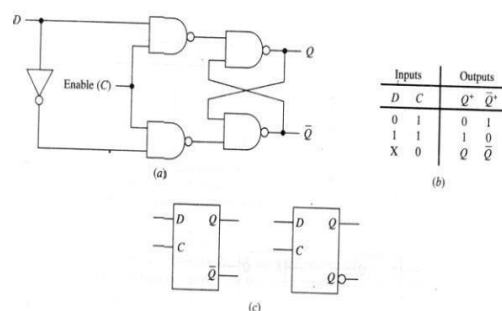 D
Enable (C)
Q
Q̅
(a)
Inputs Outputs
D C Q⁺ Q̅⁺
0 1 0 1
1 1 1 0
X 0 Q Q̅
(b)
D Q
C
Q̅
D Q
C
Q
(c)